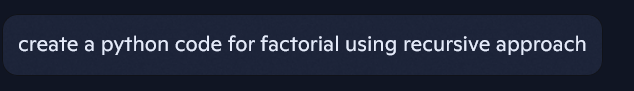 create a python code for factorial using recursive approach